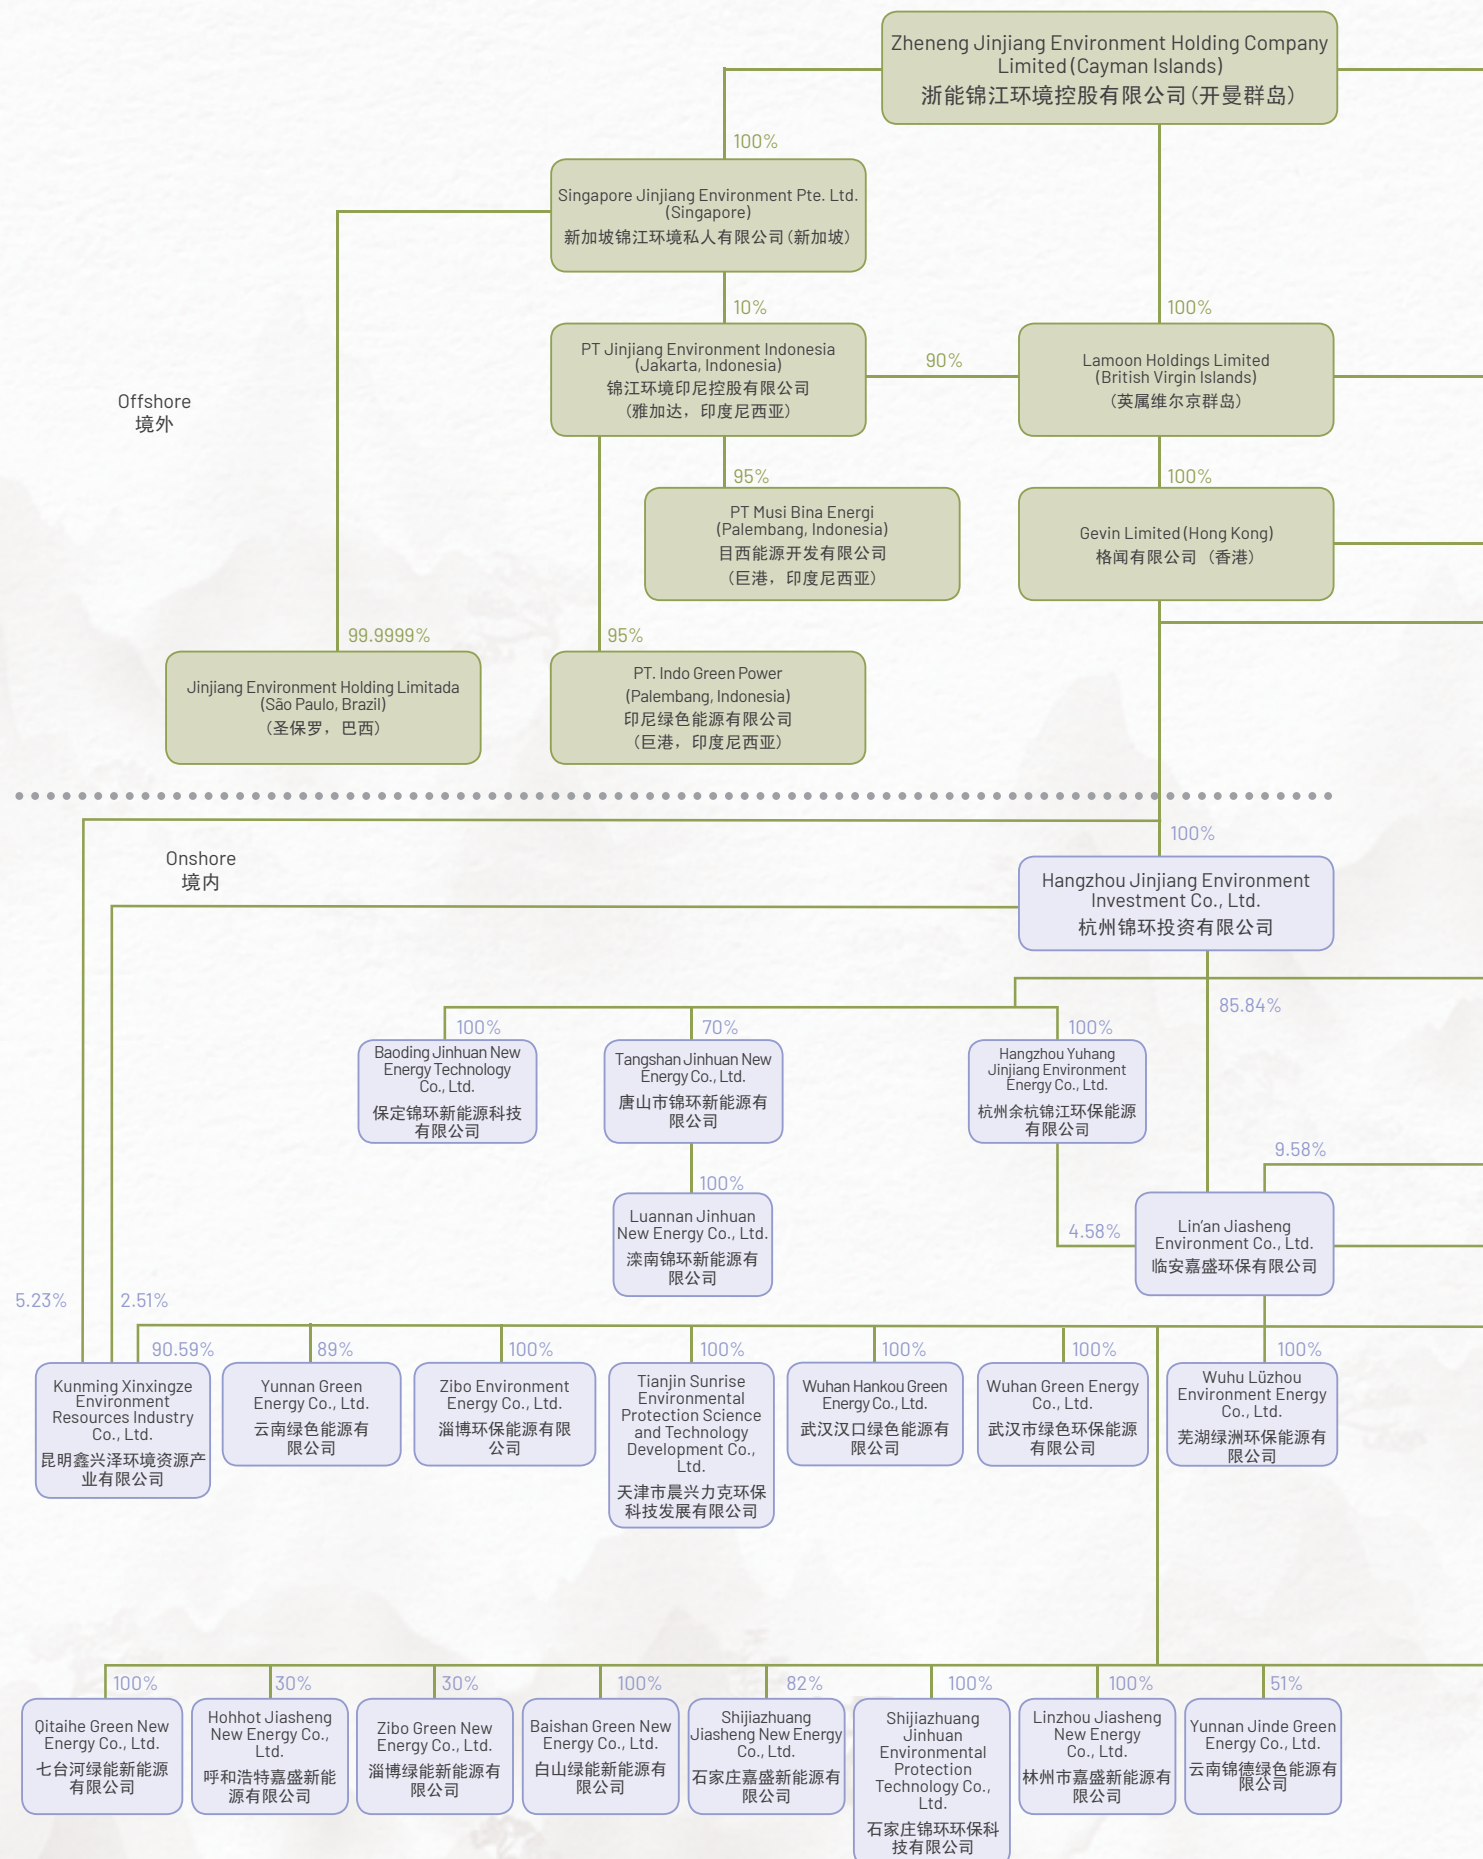 Zheneng Jinjiang Environment Holding Company
Limited (Cayman Islands)
浙能锦江环境控股有限公司（开曼群岛）
100%
Singapore Jinjiang Environment Pte. Ltd.
(Singapore)
新加坡锦江环境私人有限公司（新加坡）
10%
100%
PT Jinjiang Environment Indonesia
(Jakarta, Indonesia)
锦江环境印尼控股有限公司
（雅加达，印度尼西亚）
90%
Lamoon Holdings Limited
(British Virgin Islands)
（英属维尔京群岛）
Offshore
境外
95%
100%
PT Musi Bina Energi
(Palembang, Indonesia)
目西能源开发有限公司
（巨港，印度尼西亚）
Gevin Limited (Hong Kong)
格闻有限公司 （香港）
99.9999%
95%
Jinjiang Environment Holding Limitada
(São Paulo, Brazil)
（圣保罗，巴西）
PT. Indo Green Power
(Palembang, Indonesia)
印尼绿色能源有限公司
（巨港，印度尼西亚）
100%
Onshore
境内
Hangzhou Jinjiang Environment
Investment Co., Ltd.
杭州锦环投资有限公司
85.84%
100%
70%
100%
Baoding Jinhuan New
Energy Technology
Co., Ltd.
保定锦环新能源科技
有限公司
Tangshan Jinhuan New
Energy Co., Ltd.
唐山市锦环新能源有
限公司
Hangzhou Yuhang
Jinjiang Environment
Energy Co., Ltd.
杭州余杭锦江环保能源
有限公司
9.58%
100%
Luannan Jinhuan
New Energy Co., Ltd.
滦南锦环新能源有
限公司
4.58%
Lin'an Jiasheng
Environment Co., Ltd.
临安嘉盛环保有限公司
5.23%
2.51%
90.59%
89%
100%
100%
100%
100%
100%
Kunming Xinxingze
Environment
Resources Industry
Co., Ltd.
昆明鑫兴泽环境资源产
业有限公司
Yunnan Green
Energy Co., Ltd.
云南绿色能源有
限公司
Zibo Environment
Energy Co., Ltd.
淄博环保能源有限
公司
Tianjin Sunrise
Environmental
Protection Science
and Technology
Development Co.,
Ltd.
天津市晨兴力克环保
科技发展有限公司
Wuhan Hankou Green
Energy Co., Ltd.
武汉汉口绿色能源有
限公司
Wuhan Green Energy
Co., Ltd.
武汉市绿色环保能源
有限公司
Wuhu Lüzhou
Environment Energy
Co., Ltd.
芜湖绿洲环保能源有
限公司
100%
30%
30%
100%
82%
100%
100%
51%
Qitaihe Green New
Energy Co., Ltd.
七台河绿能新能源
有限公司
Hohhot Jiasheng
New Energy Co.,
Ltd.
呼和浩特嘉盛新能
源有限公司
Zibo Green New
Energy Co., Ltd.
淄博绿能新能源有
限公司
Baishan Green New
Energy Co., Ltd.
白山绿能新能源有
限公司
Shijiazhuang
Jiasheng New Energy
Co., Ltd.
石家庄嘉盛新能源有
限公司
Shijiazhuang
Jinhuan
Environmental
Protection
Technology Co.,
Ltd.
石家庄锦环环保科
技有限公司
Linzhou Jiasheng
New Energy
Co., Ltd.
林州市嘉盛新能源有
限公司
Yunnan Jinde Green
Energy Co., Ltd.
云南锦德绿色能源有
限公司